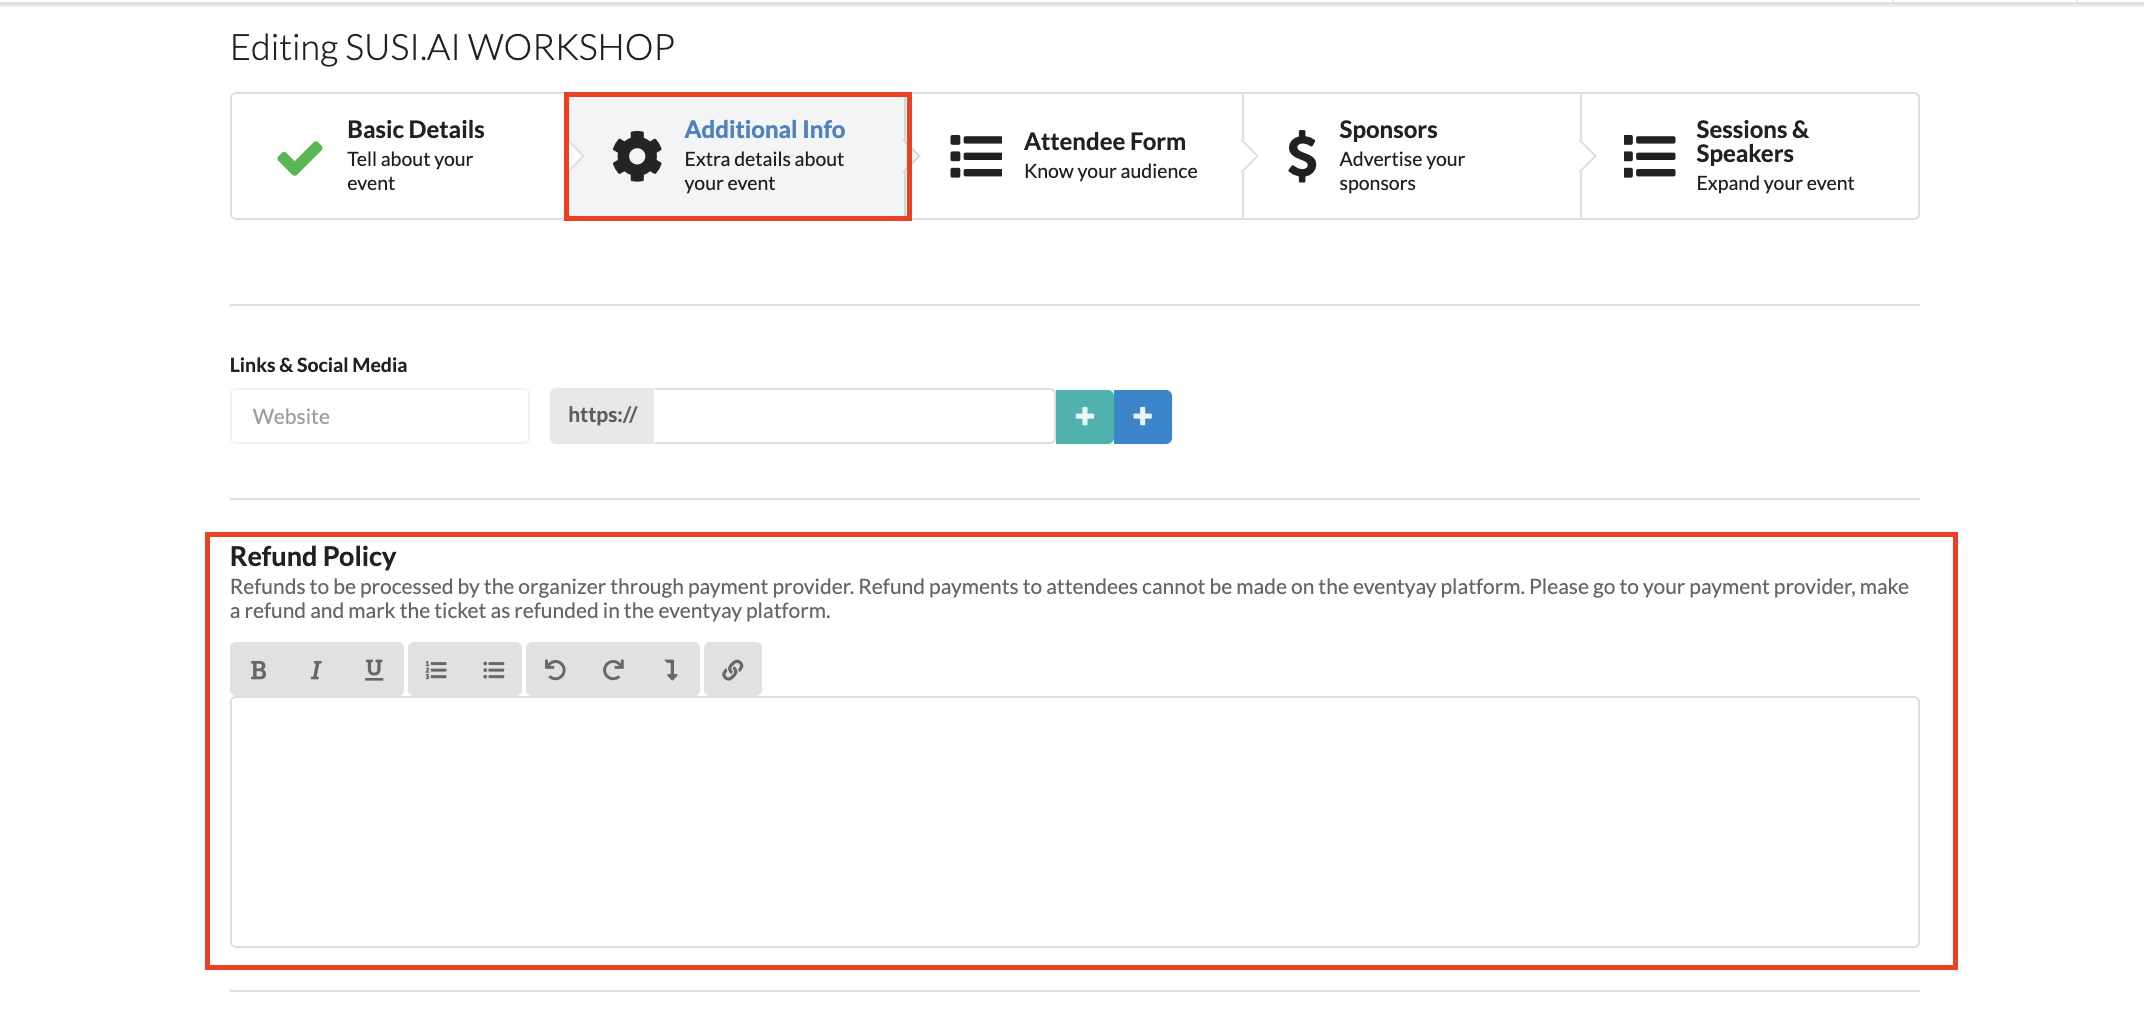 Editing SUSI.AI WORKSHOP
Basic Details
Tell about your
event
Additional Info
Extra details about
your event
Attendee Form
Know your audience
Sponsors
Advertise your
sponsors
Sessions &
Speakers
Expand your event
Links & Social Media
Website
https://
Refund Policy
Refunds to be processed by the organizer through payment provider. Refund payments to attendees cannot be made on the eventyay platform. Please go to your payment provider, make
a refund and mark the ticket as refunded in the eventyay platform.
B I U